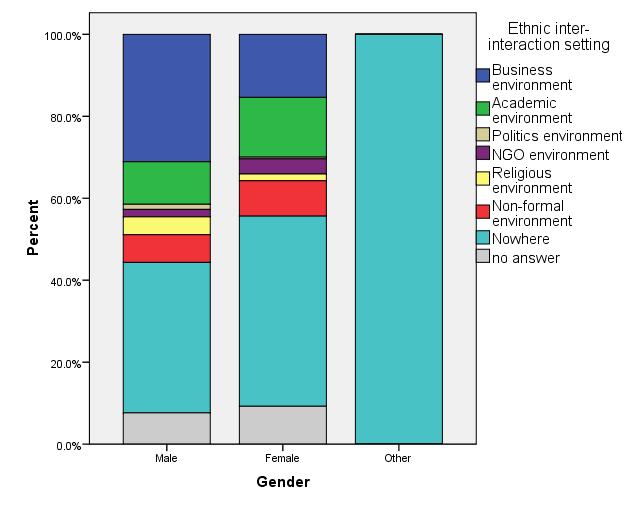 Ethnic inter-
interaction setting
Business
environment
Academic
environment
Politics environment
NGO environment
Religious
environment
Non-formal
environment
Nowhere
no answer
100.0%
80.0%
60.0%
40.0%
20.0%
0.0%
Percent
Male
Female
Other
Gender